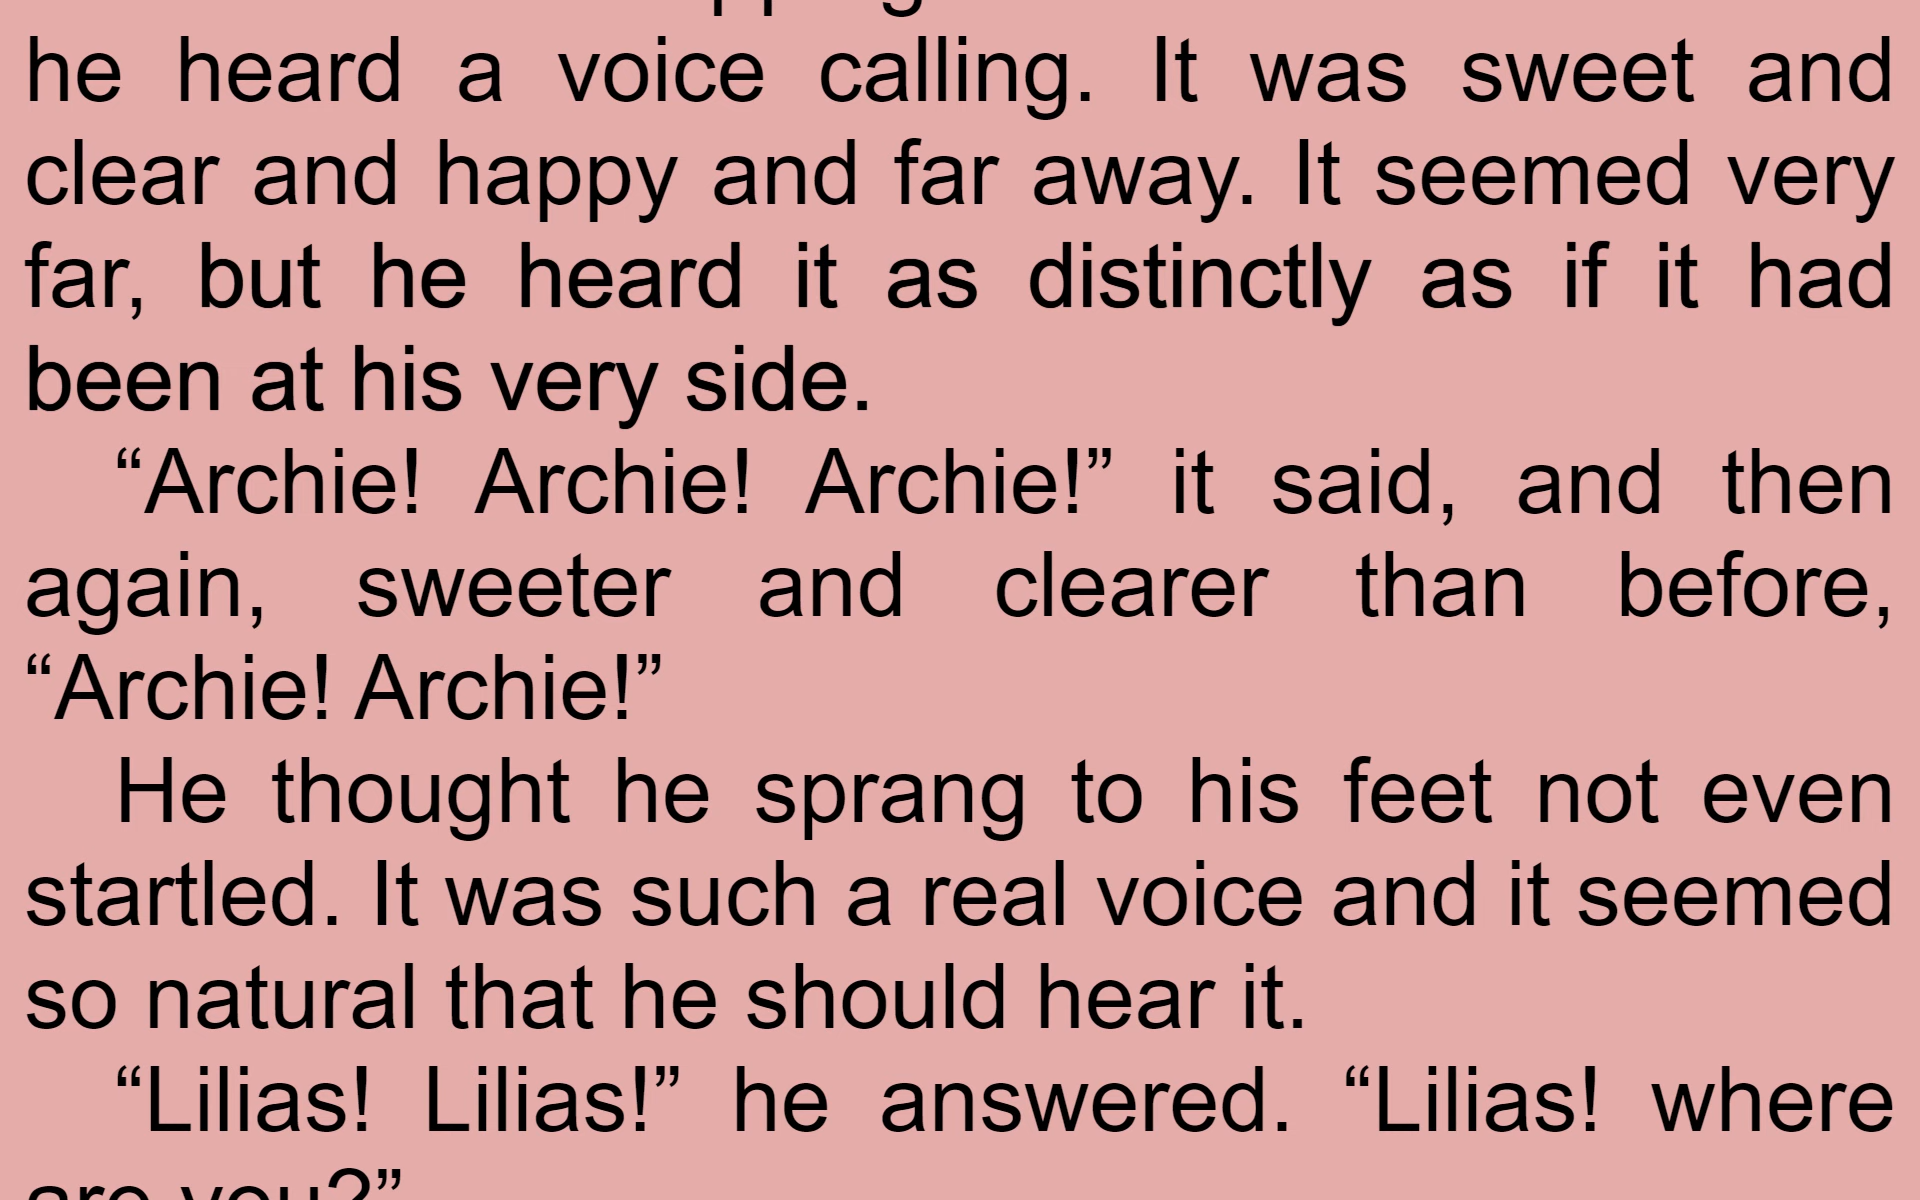 he heard a voice calling. It was sweet and
clear and happy and far away. It seemed very
far, but he heard it as distinctly as if it had
been at his very side.
“Archie! Archie! Archie!” it said, and then
again, sweeter and clearer than before,
“Archie! Archie!”
He thought he sprang to his feet not even
startled. It was such a real voice and it seemed
so natural that he should hear it.
“Lilias! Lilias!” he answered. “Lilias! where
are you?”